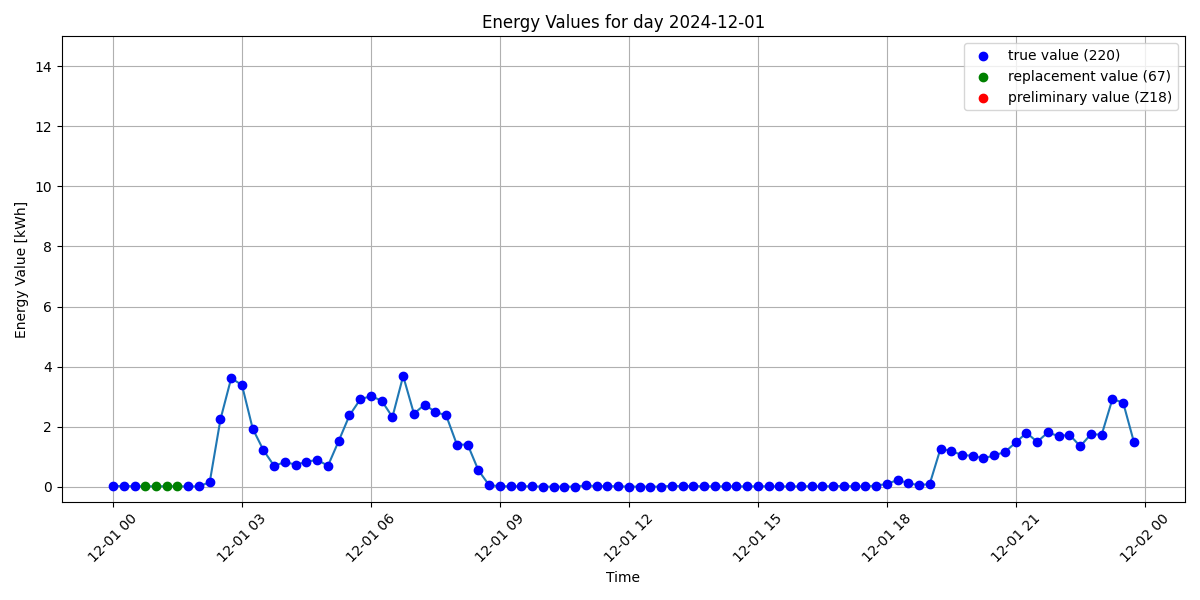 Energy Values for day 2024-12-01
true value (220)
replacement value (67)
preliminary value (Z18)
Energy Value [kWh]
14
12
10
8
6
4
2
0
12-01 00
12-01 03
12-01 06
12-01 09
12-01 12
12-01 15
12-01 18
12-01 21
12-02 00
Time